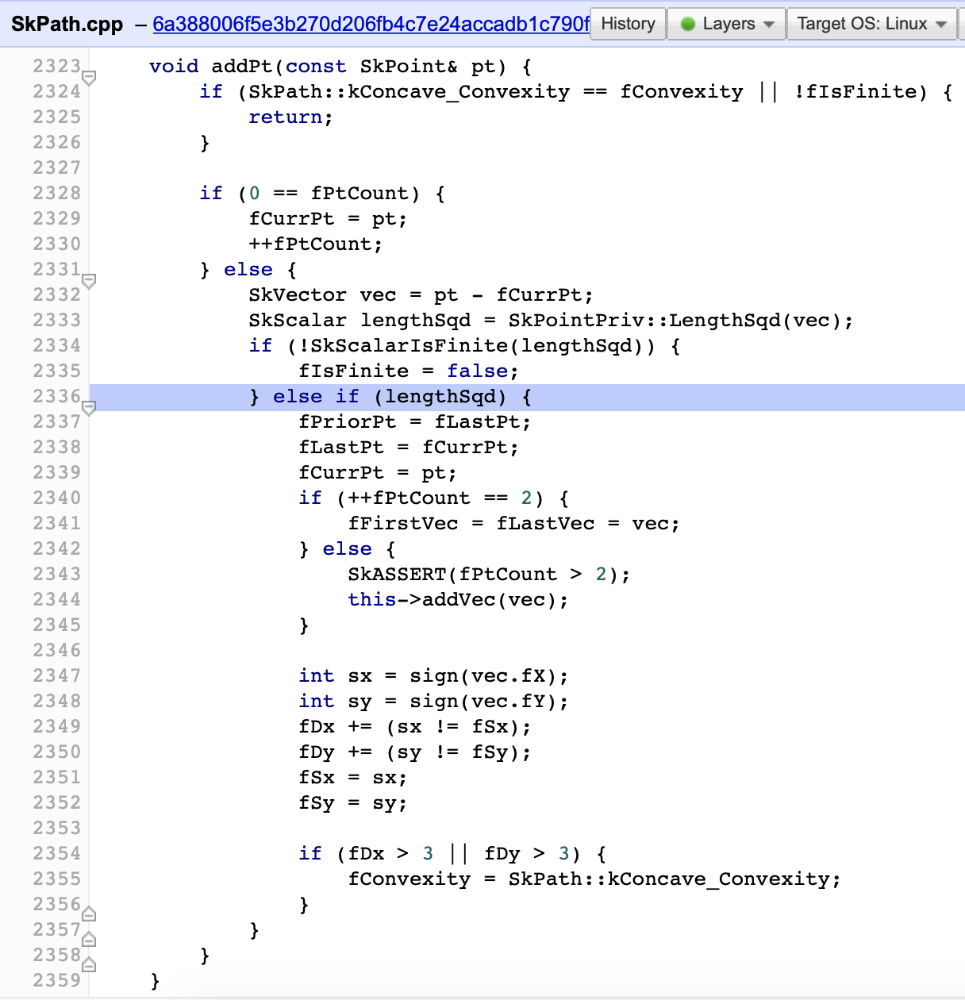 SkPath.cpp – 6a388006f5e3b270d206fb4c7e24accadb1c790f History Layers Target OS: Linux
2323     void addPt(const SkPoint& pt) {
2324         if (SkPath::kConcave_Convexity == fConvexity || !fIsFinite) {
2325             return;
2326         }
2327
2328         if (0 == fPtCount) {
2329             fCurrPt = pt;
2330             ++fPtCount;
2331         } else {
2332             SkVector vec = pt - fCurrPt;
2333             SkScalar lengthSqd = SkPointPriv::LengthSqd(vec);
2334             if (!SkScalarIsFinite(lengthSqd)) {
2335                 fIsFinite = false;
2336             } else if (lengthSqd) {
2337                 fPriorPt = fLastPt;
2338                 fLastPt = fCurrPt;
2339                 fCurrPt = pt;
2340                 if (++fPtCount == 2) {
2341                     fFirstVec = fLastVec = vec;
2342                 } else {
2343                     SkASSERT(fPtCount > 2);
2344                     this->addVec(vec);
2345                 }
2346
2347                 int sx = sign(vec.fX);
2348                 int sy = sign(vec.fY);
2349                 fDx += (sx != fSx);
2350                 fDy += (sy != fSy);
2351                 fSx = sx;
2352                 fSy = sy;
2353
2354                 if (fDx > 3 || fDy > 3) {
2355                     fConvexity = SkPath::kConcave_Convexity;
2356                 }
2357             }
2358         }
2359     }